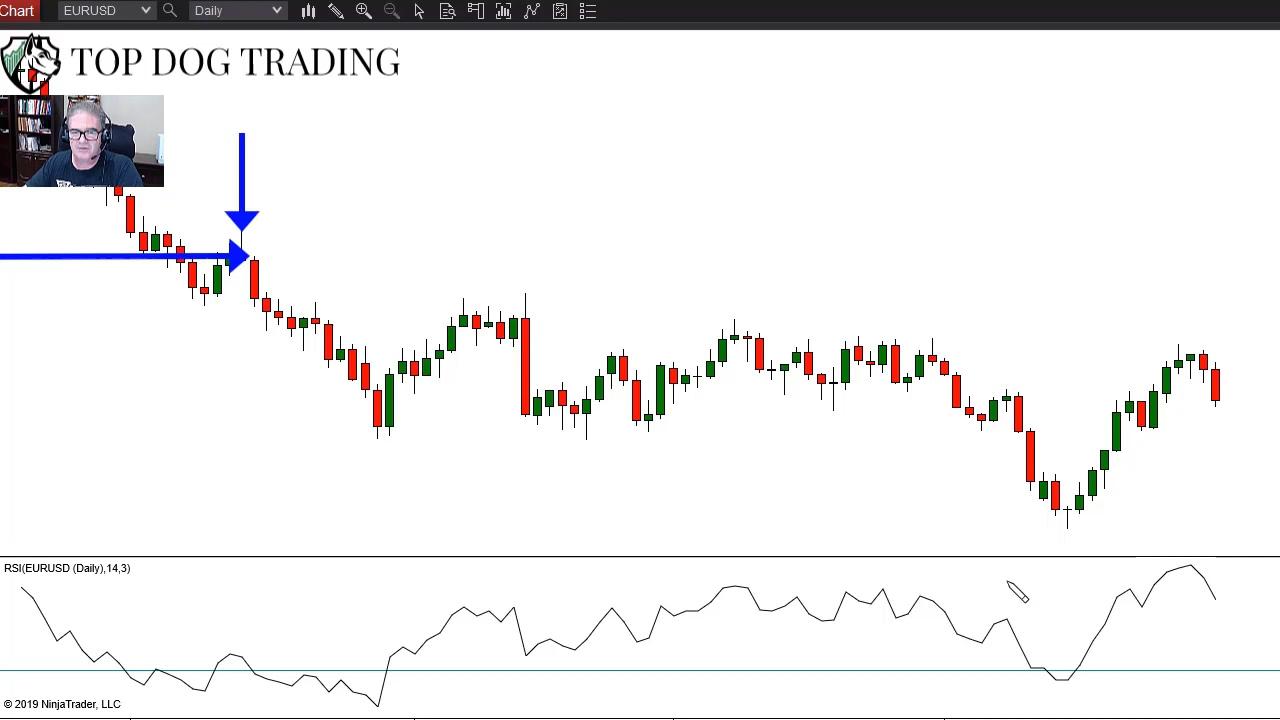 Chart EURUSD Daily
TOP DOG TRADING
RSI(EURUSD (Daily),14,3)
© 2019 NinjaTrader, LLC